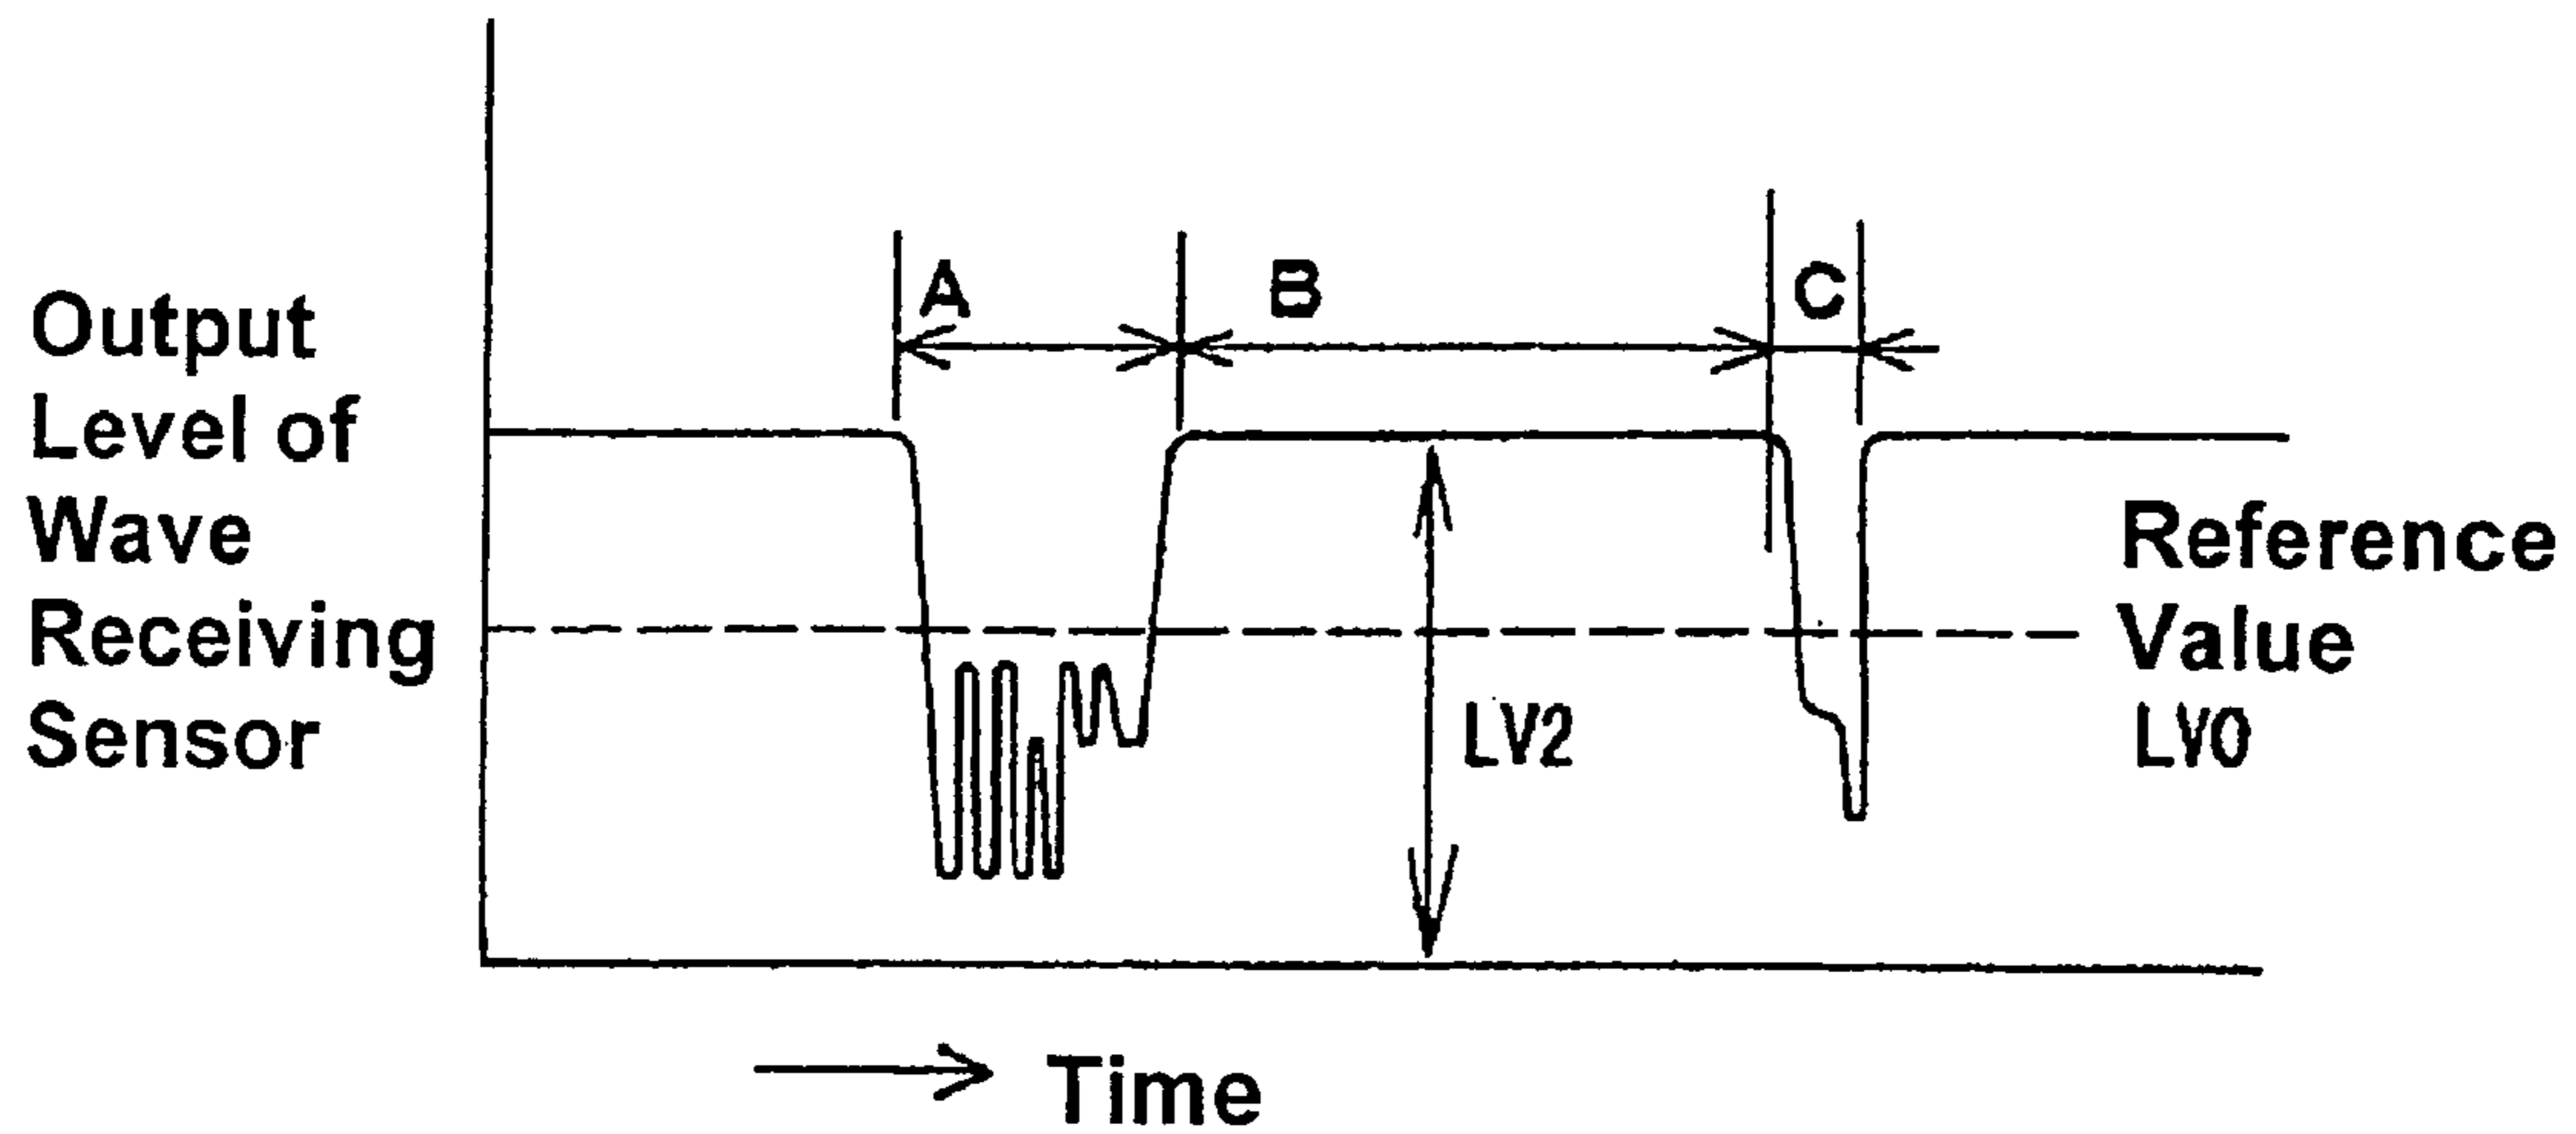 Output
Level of
Wave
Receiving
Sensor
A
B
C
LV2
Reference
Value
LV0
Time